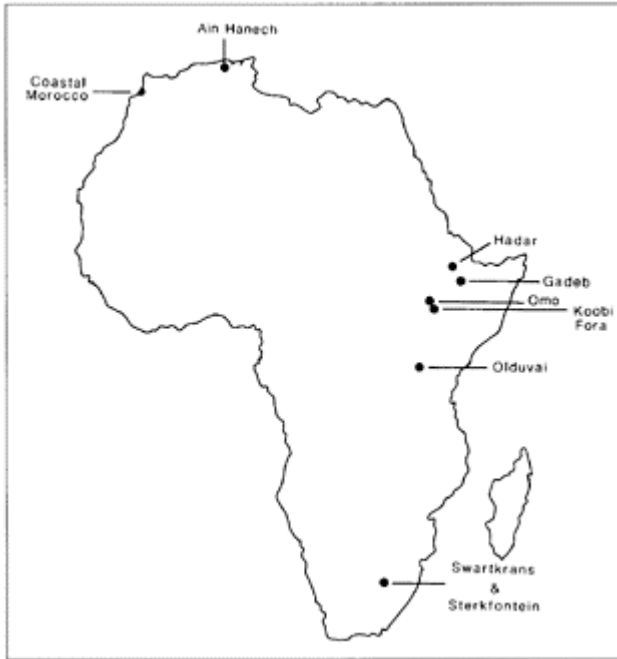 Ain Hanech
Coastal
Morocco
Hadar
Gadeb
Omo
Koobi
Fora
Olduvai
Swartkrans
&
Sterkfontein